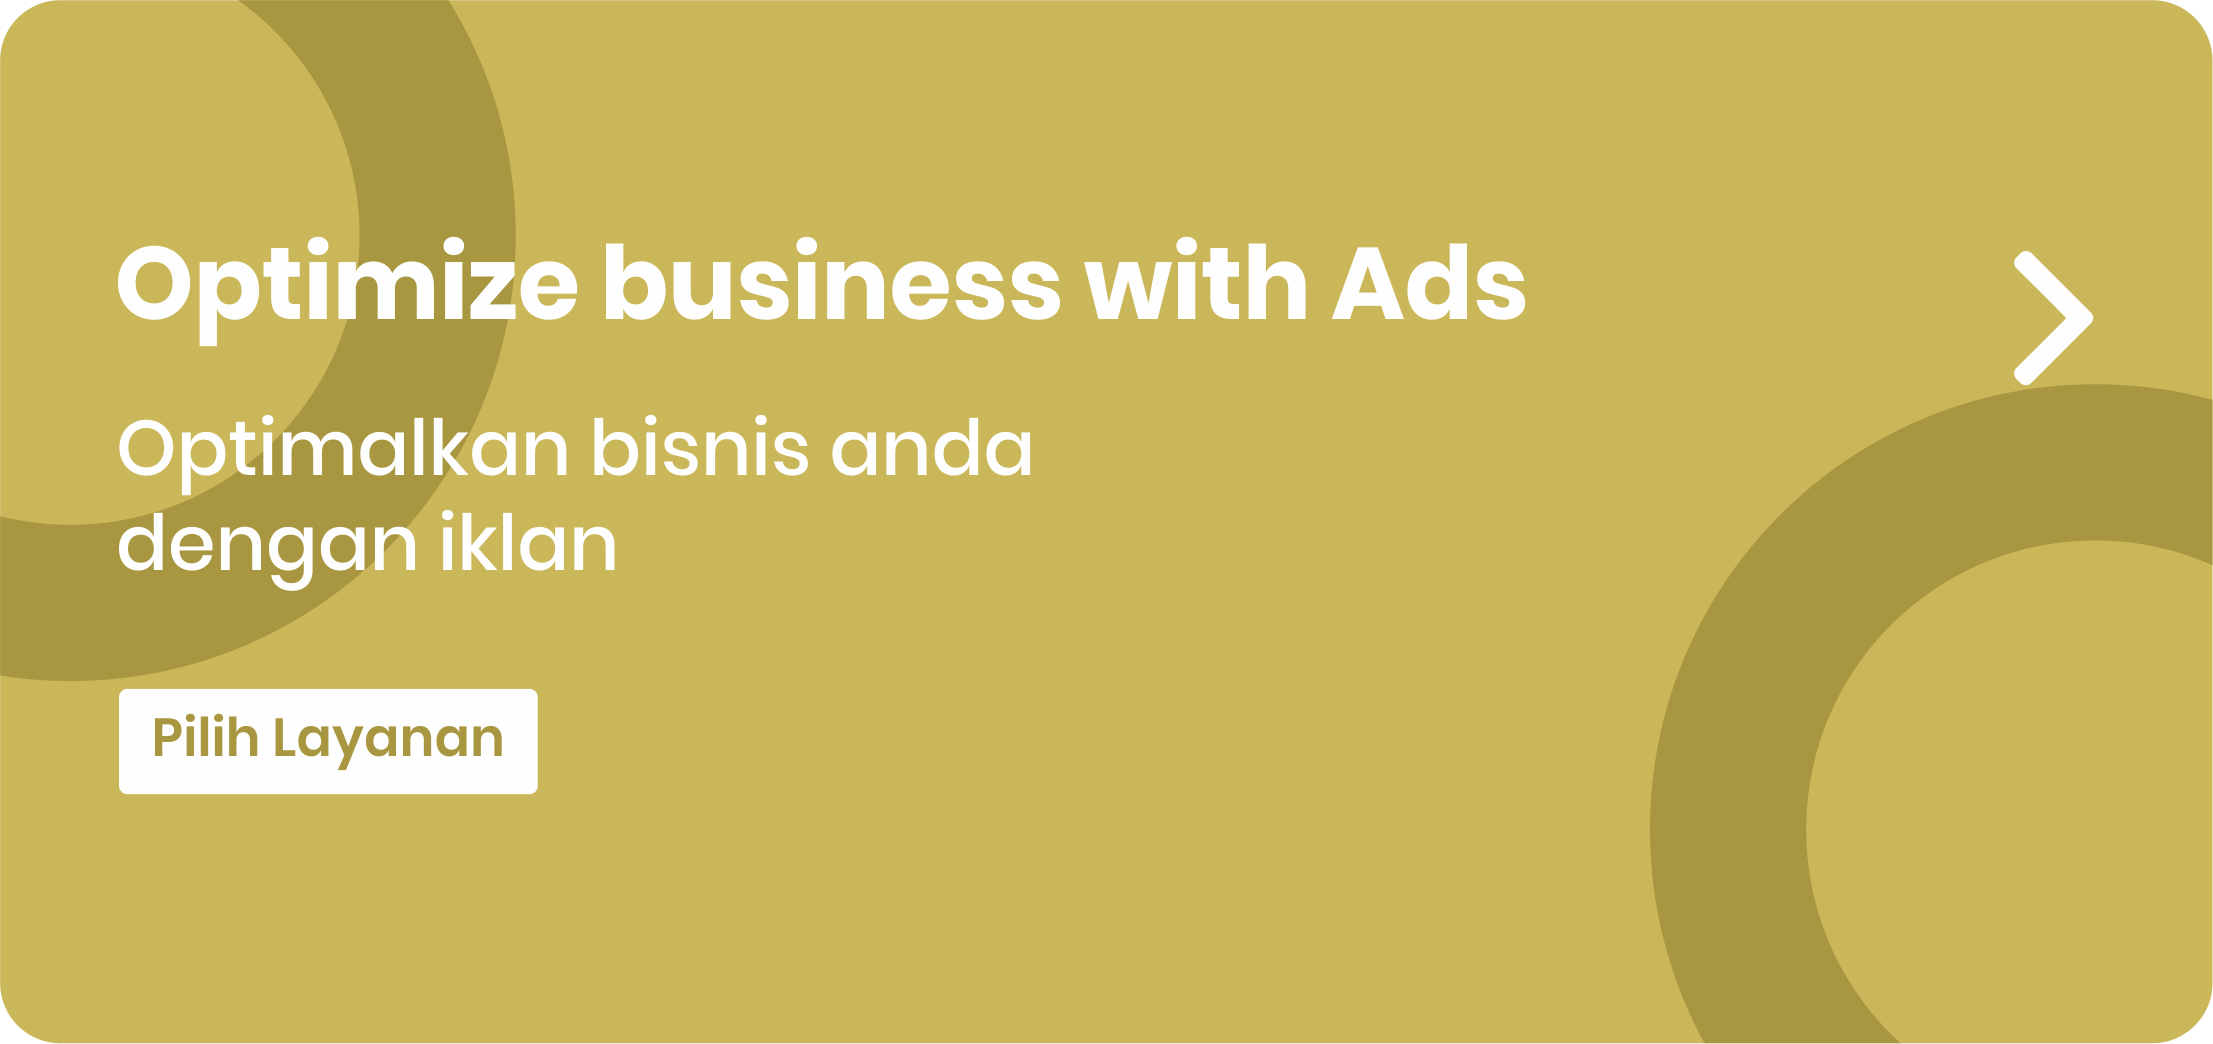 Optimize business with Ads
Optimalkan bisnis anda
dengan iklan
Pilih Layanan